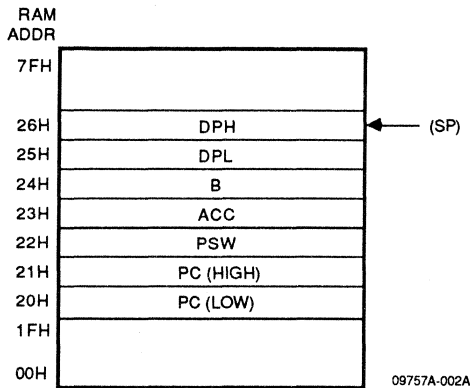 RAM
ADDR
7FH
26H DPH (SP)
25H DPL
24H B
23H ACC
22H PSW
21H PC (HIGH)
20H PC (LOW)
1FH
00H
09757A-002A